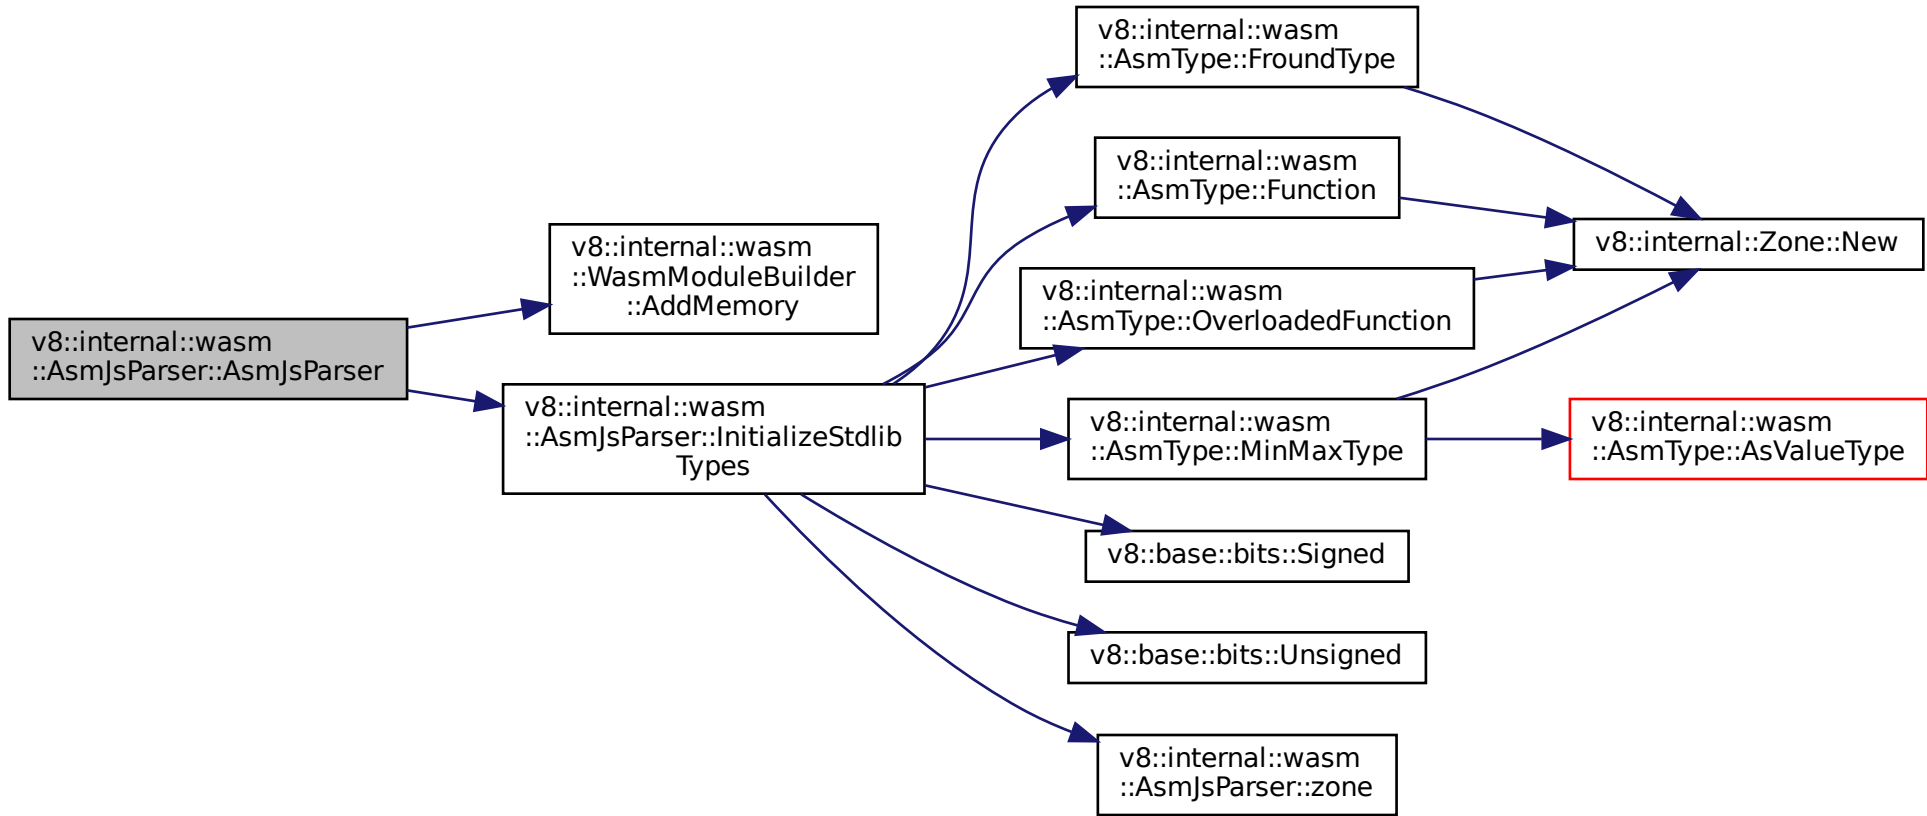 v8::internal::wasm
::AsmJsParser::AsmJsParser
v8::internal::wasm
::WasmModuleBuilder
::AddMemory
v8::internal::wasm
::AsmJsParser::InitializeStdlib
Types
v8::internal::wasm
::AsmType::FroundType
v8::internal::wasm
::AsmType::Function
v8::internal::wasm
::AsmType::OverloadedFunction
v8::internal::wasm
::AsmType::MinMaxType
v8::base::bits::Signed
v8::base::bits::Unsigned
v8::internal::wasm
::AsmJsParser::zone
v8::internal::Zone::New
v8::internal::wasm
::AsmType::AsValueType